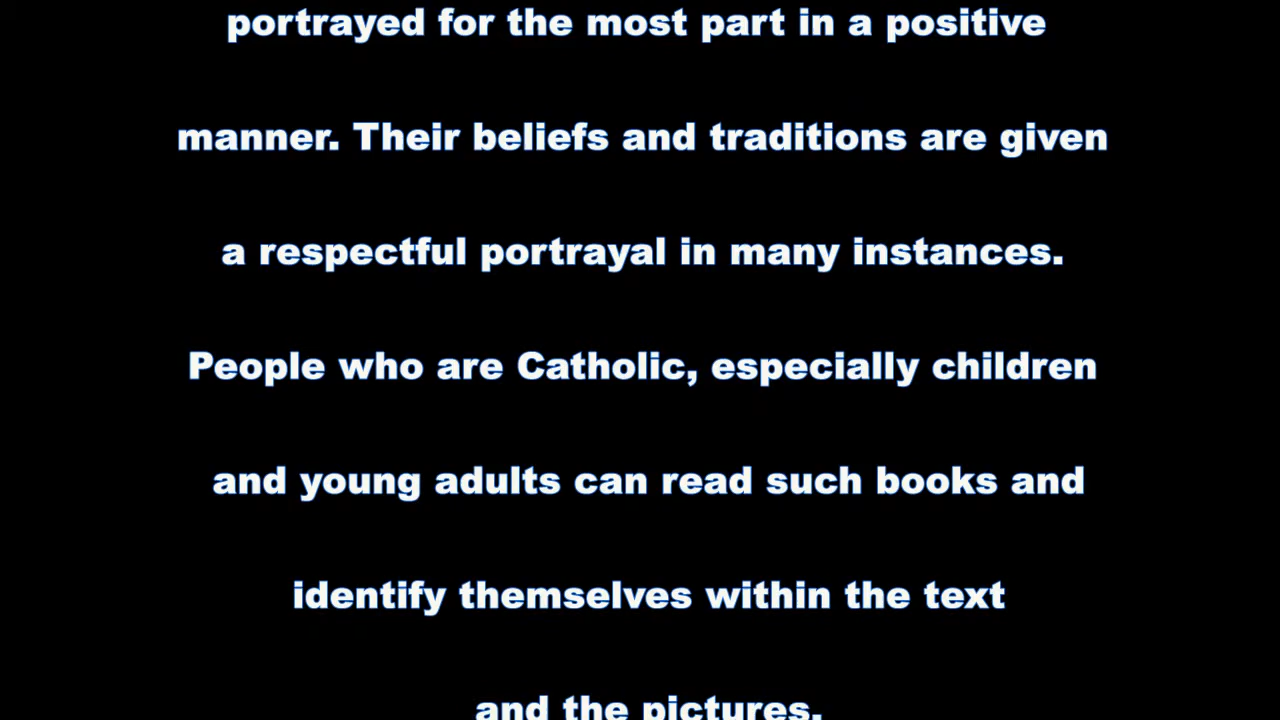 portrayed for the most part in a positive
manner. Their beliefs and traditions are given
a respectful portrayal in many instances.
People who are Catholic, especially children
and young adults can read such books and
identify themselves within the text
and the pictures.